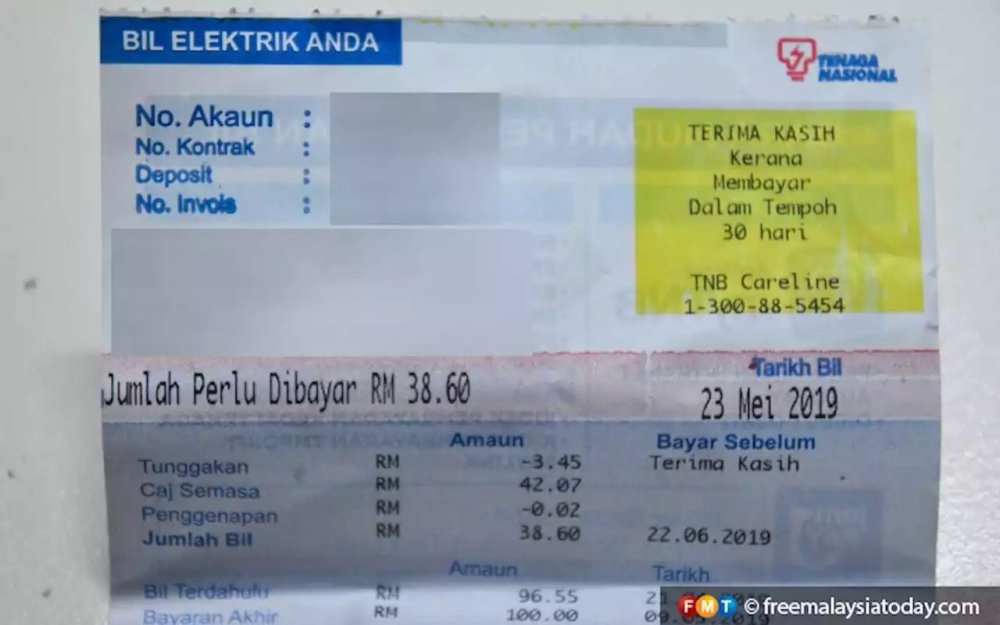 BIL ELEKTRIK ANDA
TENAGA
NASIONAL
No. Akaun :
No. Kontrak :
Deposit :
No. Invois :
TERIMA KASIH
Kerana
Membayar
Dalam Tempoh
30 hari
TNB Careline
1-300-88-5454
Jumlah Perlu Dibayar RM 38.60
Tarikh Bil
23 Mei 2019
Amaun Bayar Sebelum
Tunggakan RM -3.45 Terima Kasih
Caj Semasa RM 42.07
Penggenapan RM -0.02
Jumlah Bil RM 38.60 22.06.2019
Amaun Tarikh
Bil Terdahulu RM 96.55
Bayaran Akhir RM 100.00
FMT © freemalaysiatoday.com